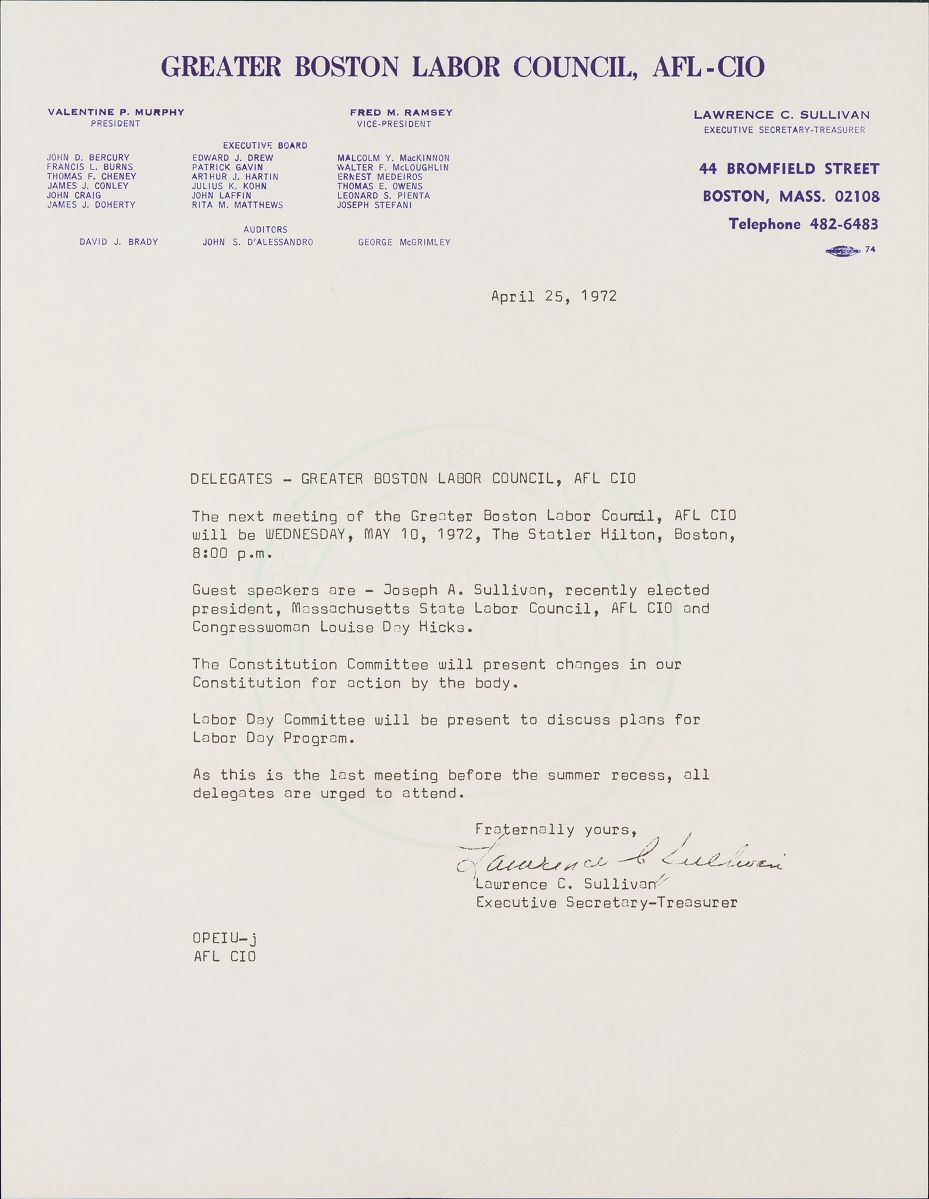 GREATER BOSTON LABOR COUNCIL, AFL-CIO
VALENTINE P. MURPHY
PRESIDENT
FRED M. RAMSEY
VICE-PRESIDENT
LAWRENCE C. SULLIVAN
EXECUTIVE SECRETARY-TREASURER
EXECUTIVE BOARD
JOHN D. BERCURY EDWARD J. DREW MALCOLM Y. MacKINNON
FRANCIS L. BURNS PATRICK GAVIN WALTER F. McLOUGHLIN
THOMAS F. CHENEY ARTHUR J. HARTIN ERNEST MEDEIROS
JAMES J. CONLEY JULIUS K. KOHN THOMAS E. OWENS
JOHN CRAIG JOHN LAFFIN LEONARD S. PIENTA
JAMES J. DOHERTY RITA M. MATTHEWS JOSEPH STEFANI
AUDITORS
DAVID J. BRADY JOHN S. D'ALESSANDRO GEORGE McGRIMLEY
44 BROMFIELD STREET
BOSTON, MASS. 02108
Telephone 482-6483
74
April 25, 1972
DELEGATES - GREATER BOSTON LABOR COUNCIL, AFL CIO
The next meeting of the Greater Boston Labor Council, AFL CIO
will be WEDNESDAY, MAY 10, 1972, The Statler Hilton, Boston,
8:00 p.m.
Guest speakers are - Joseph A. Sullivan, recently elected
president, Massachusetts State Labor Council, AFL CIO and
Congresswoman Louise Day Hicks.
The Constitution Committee will present changes in our
Constitution for action by the body.
Labor Day Committee will be present to discuss plans for
Labor Day Program.
As this is the last meeting before the summer recess, all
delegates are urged to attend.
Fraternally yours,
Lawrence C Sullivan
Lawrence C. Sullivan
Executive Secretary-Treasurer
OPEIU-j
AFL CIO